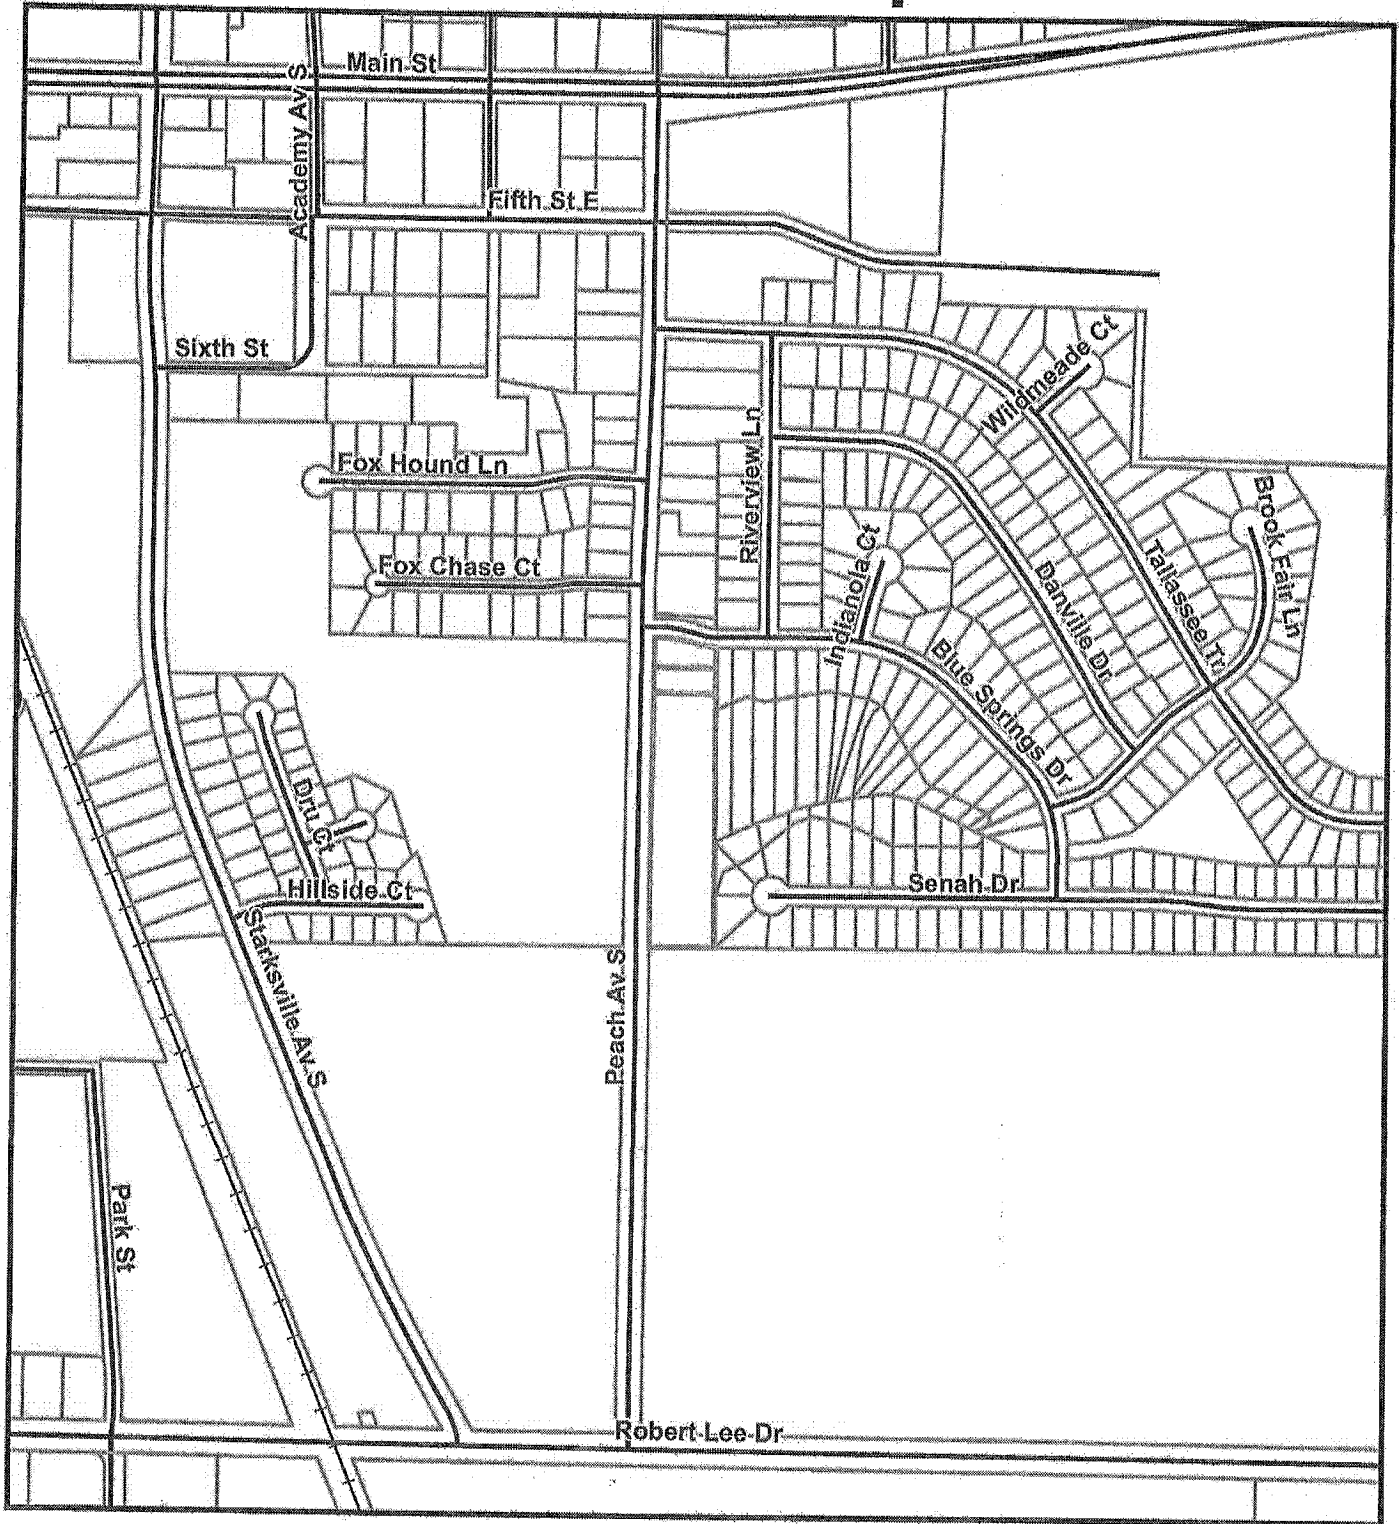 Main St
Academy Av S
Fifth St E
Sixth St
Wildmeade Ct
Riverview Ln
Fox Hound Ln
Brook Fair Ln
Indianola Ct
Fox Chase Ct
Tallassee Tr
Danville Dr
Blue Springs Dr
Dru Ct
Hillside Ct
Senah Dr
Starksville Av S
Peach Av S
Park St
Robert Lee Dr